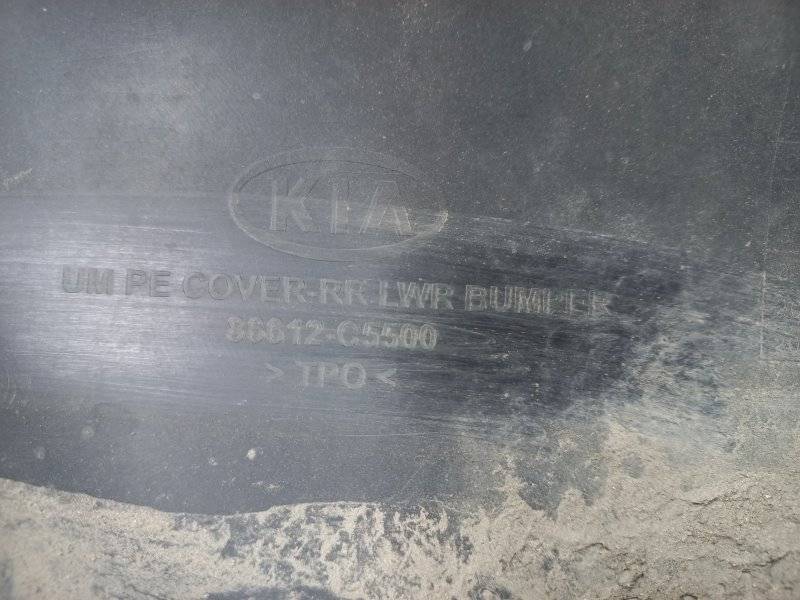 KIA
UM PE COVER-RR LWR BUMPER
86612-C5500
> TPO <